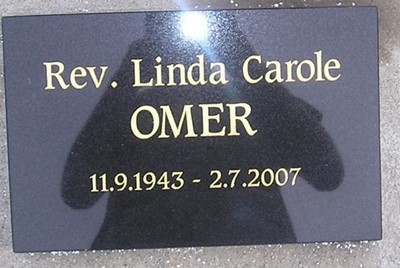 Rev. Linda Carole
OMER
11.9.1943 - 2.7.2007